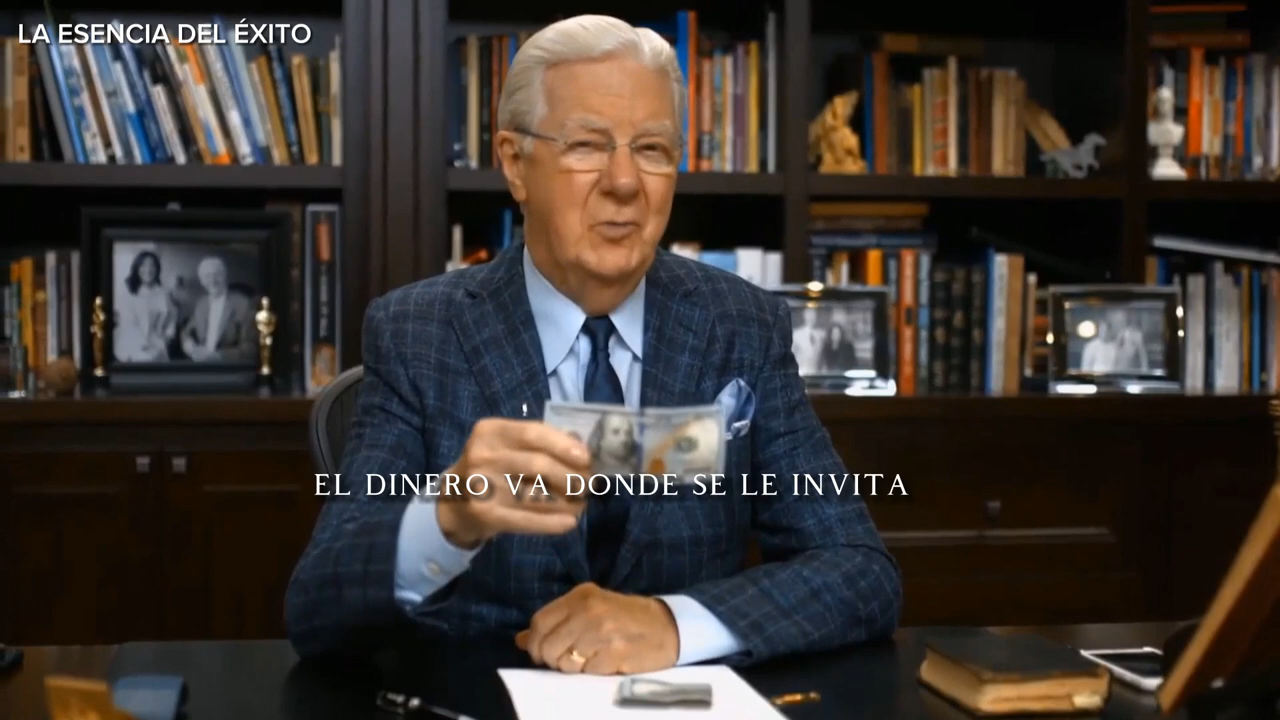 LA ESENCIA DEL ÉXITO
EL DINERO VA DONDE SE LE INVITA